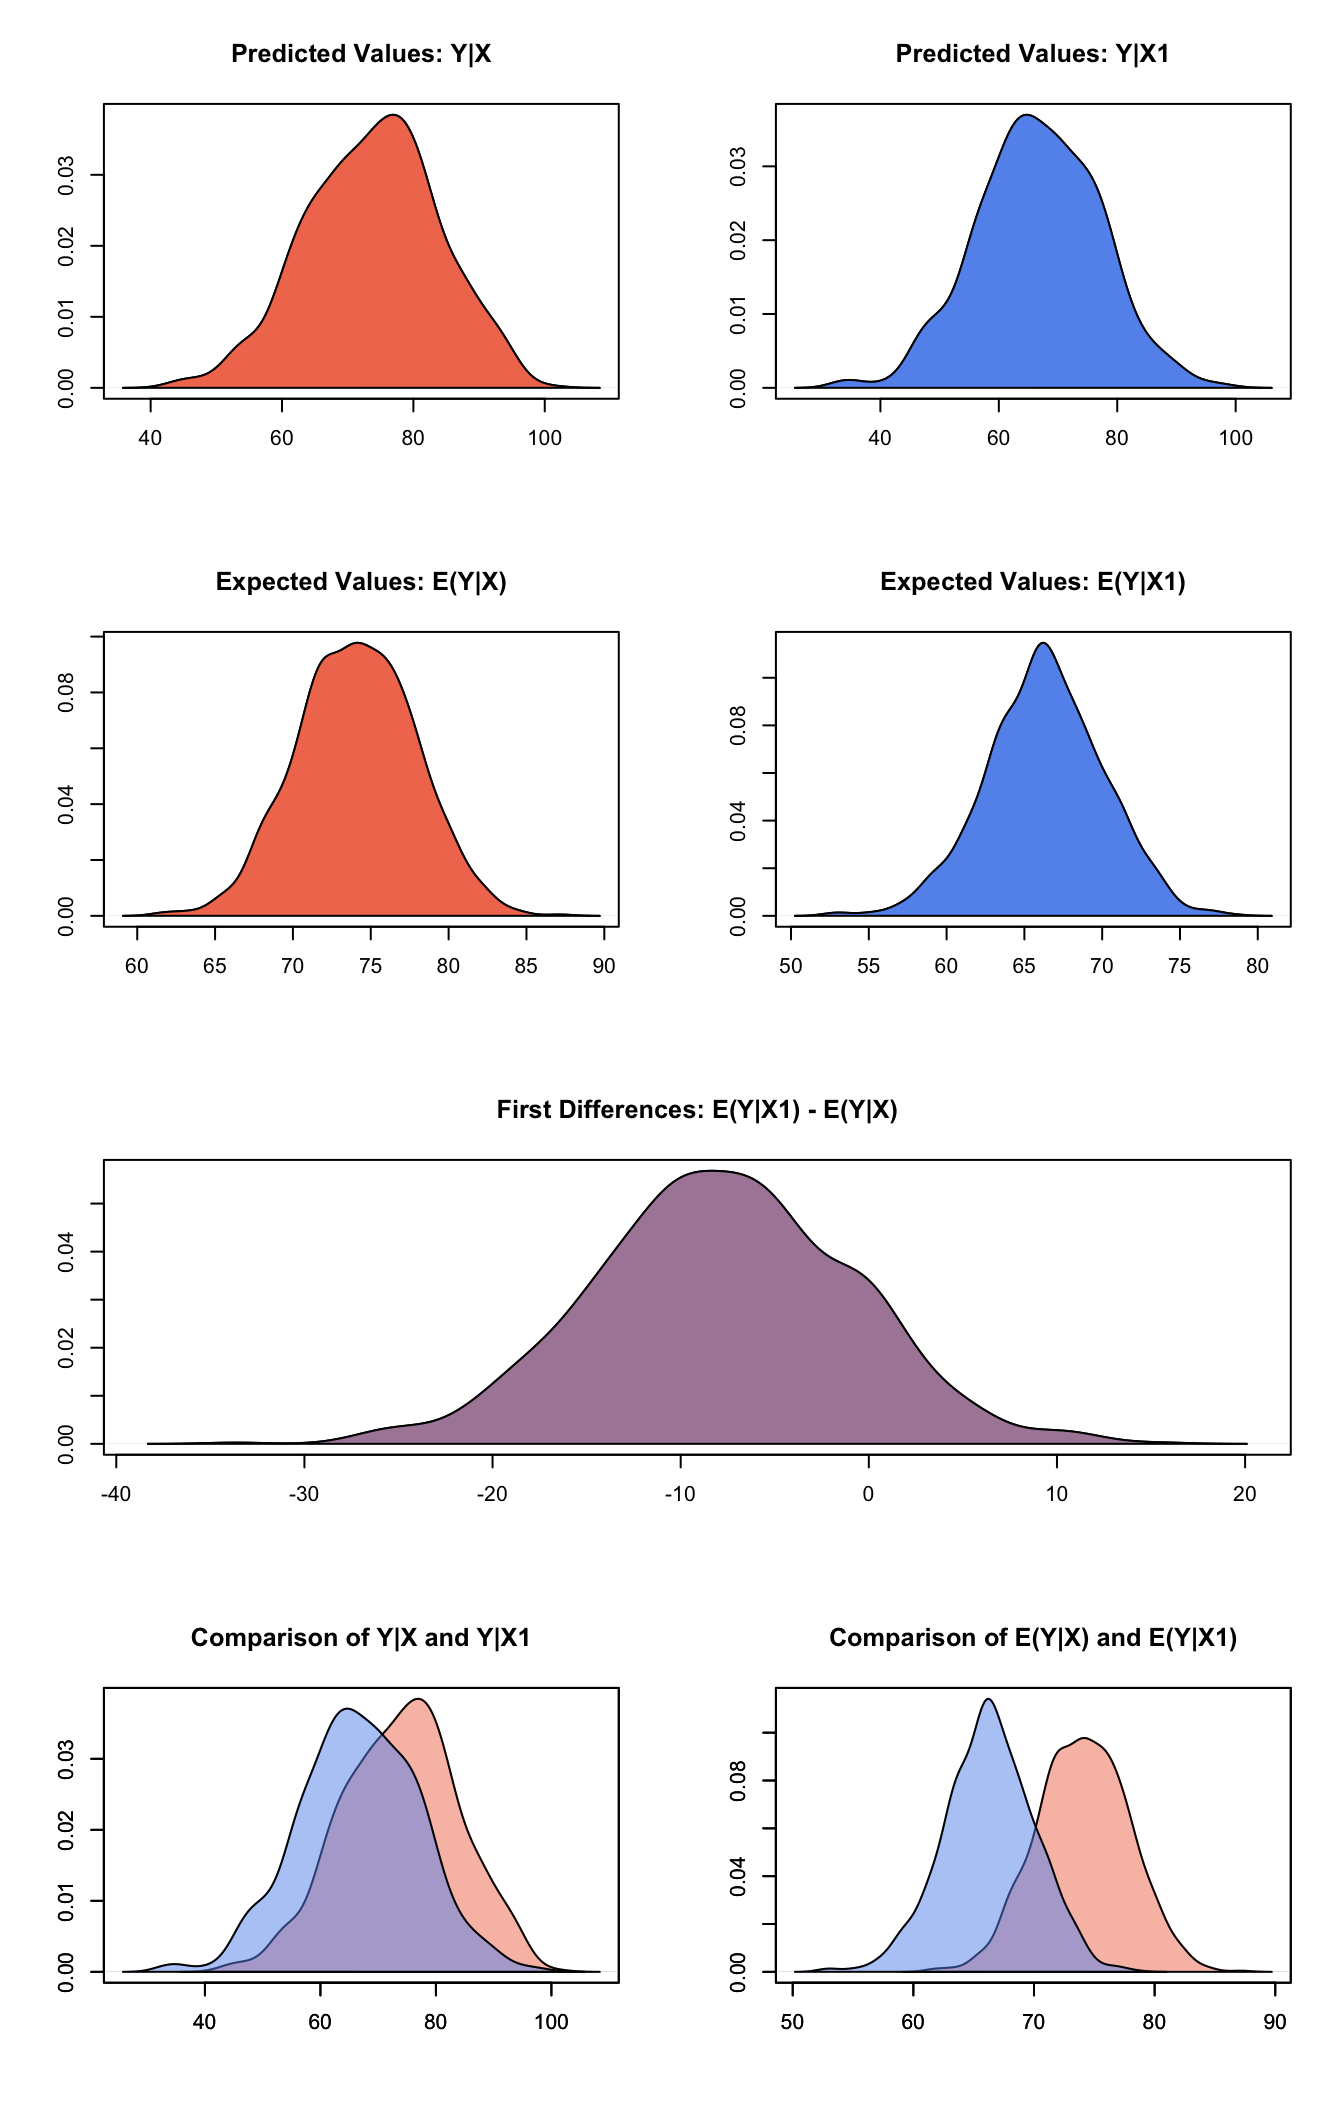 Predicted Values: Y|X
0.00 0.01 0.02 0.03
40 60 80 100
Predicted Values: Y|X1
0.00 0.01 0.02 0.03
40 60 80 100
Expected Values: E(Y|X)
0.00 0.04 0.08
60 65 70 75 80 85 90
Expected Values: E(Y|X1)
0.00 0.04 0.08
50 55 60 65 70 75 80
First Differences: E(Y|X1) - E(Y|X)
0.00 0.02 0.04
-40 -30 -20 -10 0 10 20
Comparison of Y|X and Y|X1
0.00 0.01 0.02 0.03
40 60 80 100
Comparison of E(Y|X) and E(Y|X1)
0.00 0.04 0.08
50 60 70 80 90